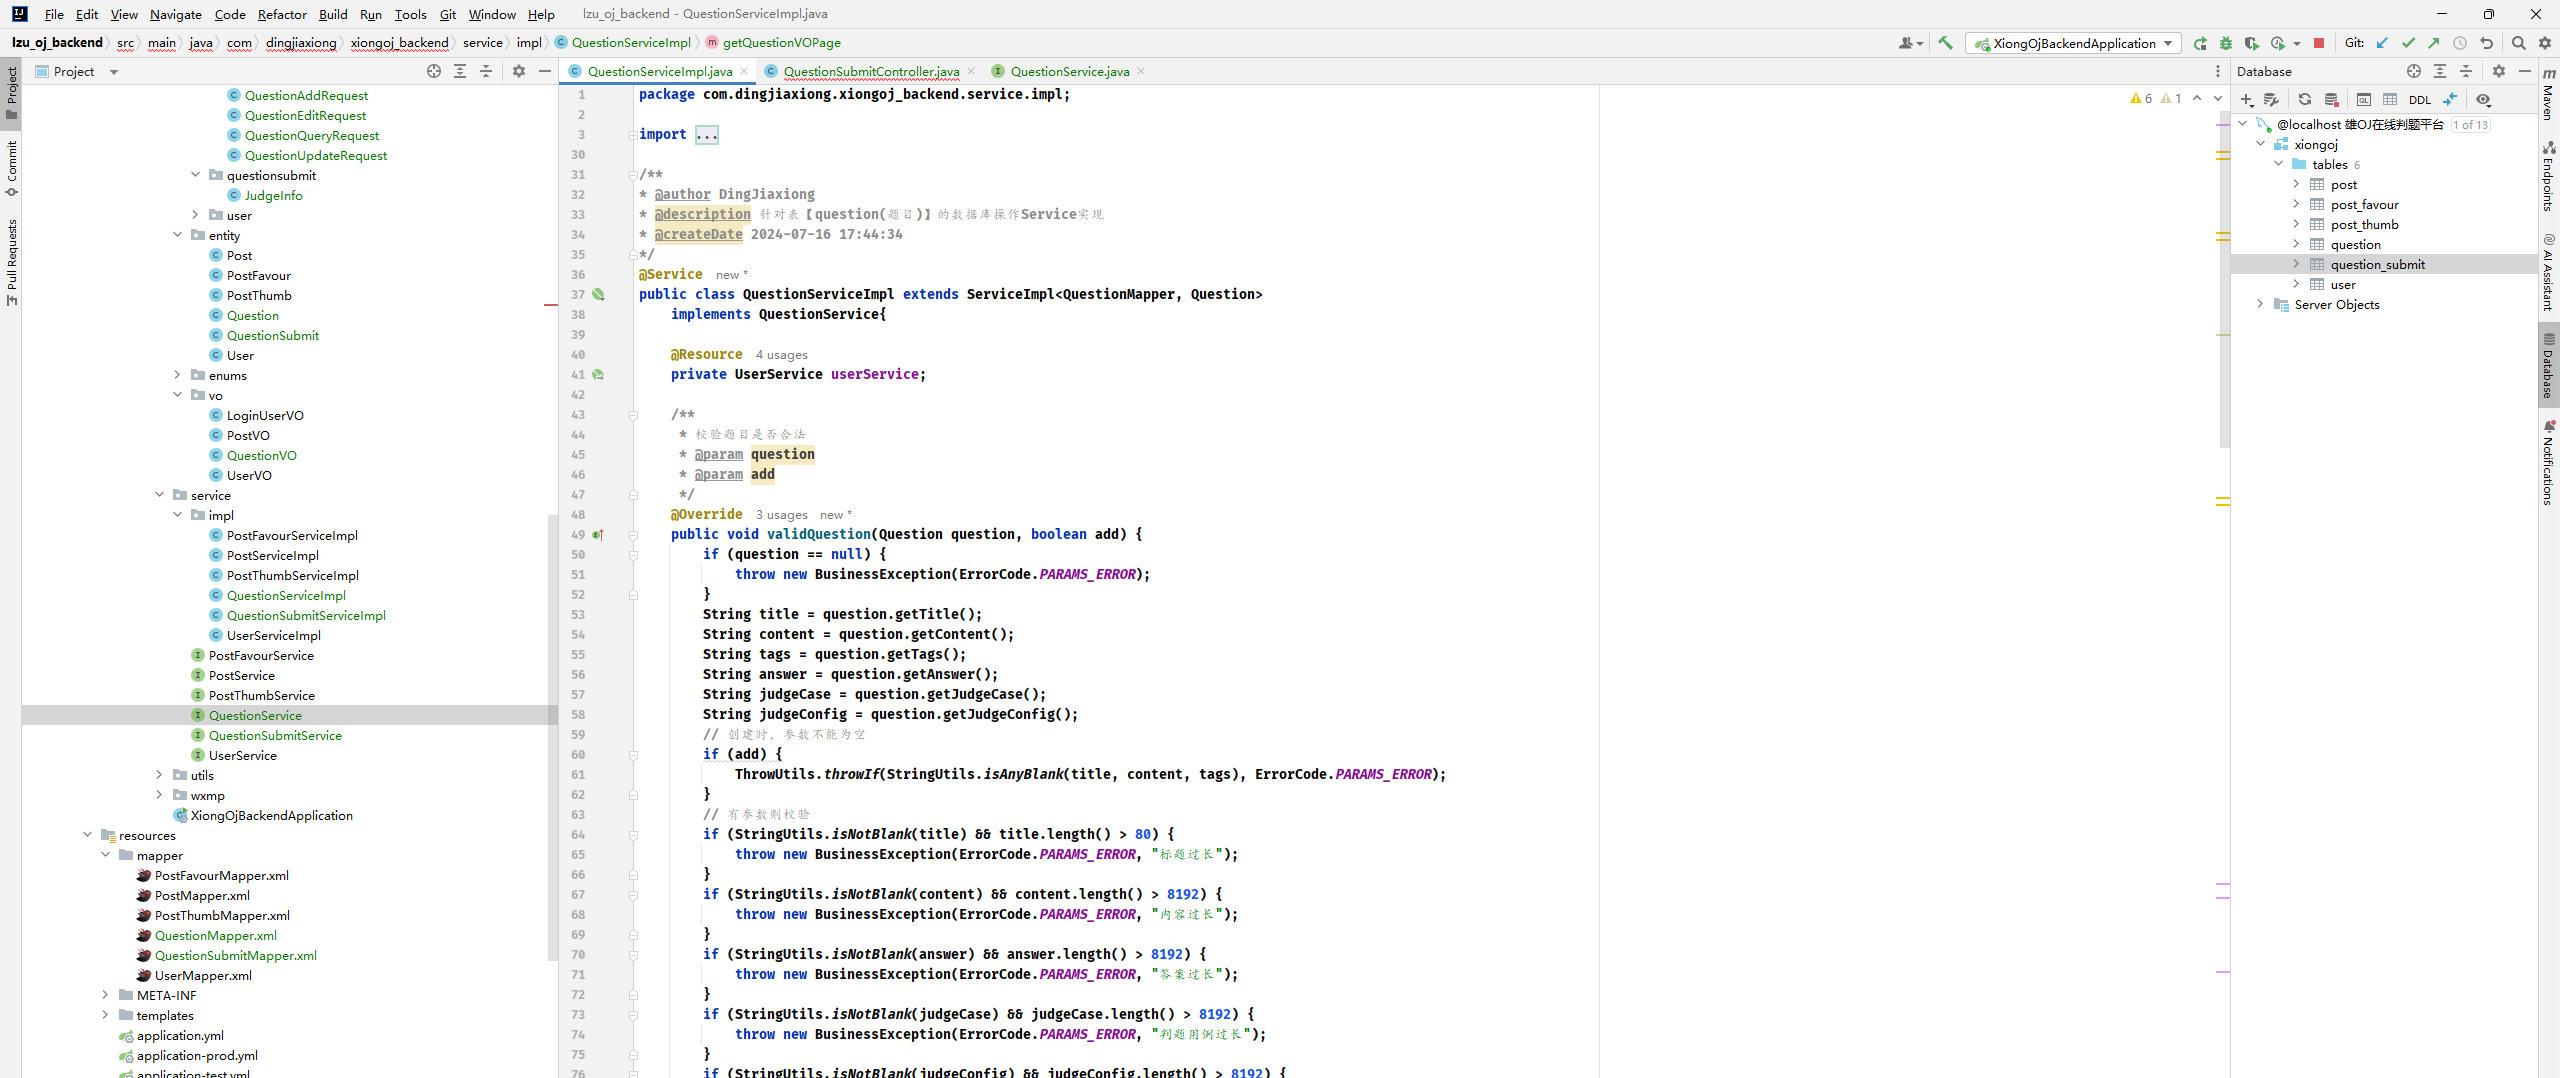 File Edit View Navigate Code Refactor Build Run Tools Git Window Help lzu_oj_backend - QuestionServiceImpl.java
lzu_oj_backend src main java com dingjiaxiong xiongoj_backend service impl QuestionServiceImpl getQuestionVOPage
XiongOjBackendApplication Git:
Project
Commit
Pull Requests
Project
QuestionAddRequest
QuestionEditRequest
QuestionQueryRequest
QuestionUpdateRequest
questionsubmit
JudgeInfo
user
entity
Post
PostFavour
PostThumb
Question
QuestionSubmit
User
enums
vo
LoginUserVO
PostVO
QuestionVO
UserVO
service
impl
PostFavourServiceImpl
PostServiceImpl
PostThumbServiceImpl
QuestionServiceImpl
QuestionSubmitServiceImpl
UserServiceImpl
PostFavourService
PostService
PostThumbService
QuestionService
QuestionSubmitService
UserService
utils
wxmp
XiongOjBackendApplication
resources
mapper
PostFavourMapper.xml
PostMapper.xml
PostThumbMapper.xml
QuestionMapper.xml
QuestionSubmitMapper.xml
UserMapper.xml
META-INF
templates
application.yml
application-prod.yml
application-test.yml
QuestionServiceImpl.java QuestionSubmitController.java QuestionService.java
6 1
1 package com.dingjiaxiong.xiongoj_backend.service.impl;
2
3 import ...
30
31 /**
32 * @author DingJiaxiong
33 * @description 针对表【question(题目)】的数据库操作Service实现
34 * @createDate 2024-07-16 17:44:34
35 */
36 @Service new *
37 public class QuestionServiceImpl extends ServiceImpl<QuestionMapper, Question>
38 implements QuestionService{
39
40 @Resource 4 usages
41 private UserService userService;
42
43 /**
44 * 校验题目是否合法
45 * @param question
46 * @param add
47 */
48 @Override 3 usages new *
49 public void validQuestion(Question question, boolean add) {
50 if (question == null) {
51 throw new BusinessException(ErrorCode.PARAMS_ERROR);
52 }
53 String title = question.getTitle();
54 String content = question.getContent();
55 String tags = question.getTags();
56 String answer = question.getAnswer();
57 String judgeCase = question.getJudgeCase();
58 String judgeConfig = question.getJudgeConfig();
59 // 创建时，参数不能为空
60 if (add) {
61 ThrowUtils.throwIf(StringUtils.isAnyBlank(title, content, tags), ErrorCode.PARAMS_ERROR);
62 }
63 // 有参数则校验
64 if (StringUtils.isNotBlank(title) && title.length() > 80) {
65 throw new BusinessException(ErrorCode.PARAMS_ERROR, "标题过长");
66 }
67 if (StringUtils.isNotBlank(content) && content.length() > 8192) {
68 throw new BusinessException(ErrorCode.PARAMS_ERROR, "内容过长");
69 }
70 if (StringUtils.isNotBlank(answer) && answer.length() > 8192) {
71 throw new BusinessException(ErrorCode.PARAMS_ERROR, "答案过长");
72 }
73 if (StringUtils.isNotBlank(judgeCase) && judgeCase.length() > 8192) {
74 throw new BusinessException(ErrorCode.PARAMS_ERROR, "判题用例过长");
75 }
76 if (StringUtils.isNotBlank(judgeConfig) && judgeConfig.length() > 8192) {
Database
DDL
@localhost 雄OJ在线判题平台 1 of 13
xiongoj
tables 6
post
post_favour
post_thumb
question
question_submit
user
Server Objects
Maven
Endpoints
AI Assistant
Database
Notifications